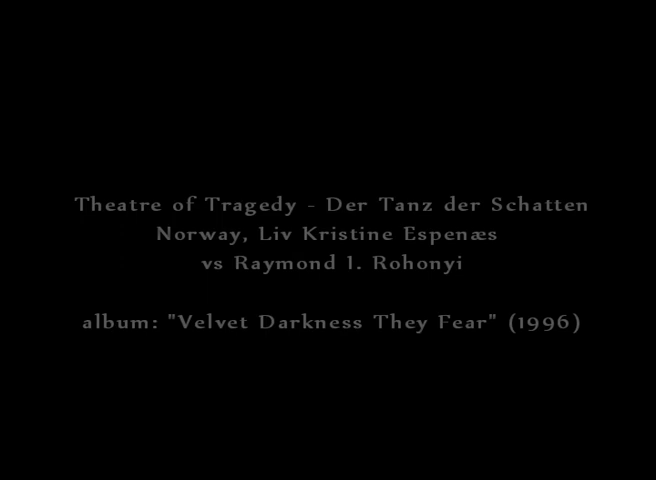 Theatre of Tragedy - Der Tanz der Schatten
Norway, Liv Kristine Espenæs
vs Raymond I. Rohonyi
album: "Velvet Darkness They Fear" (1996)